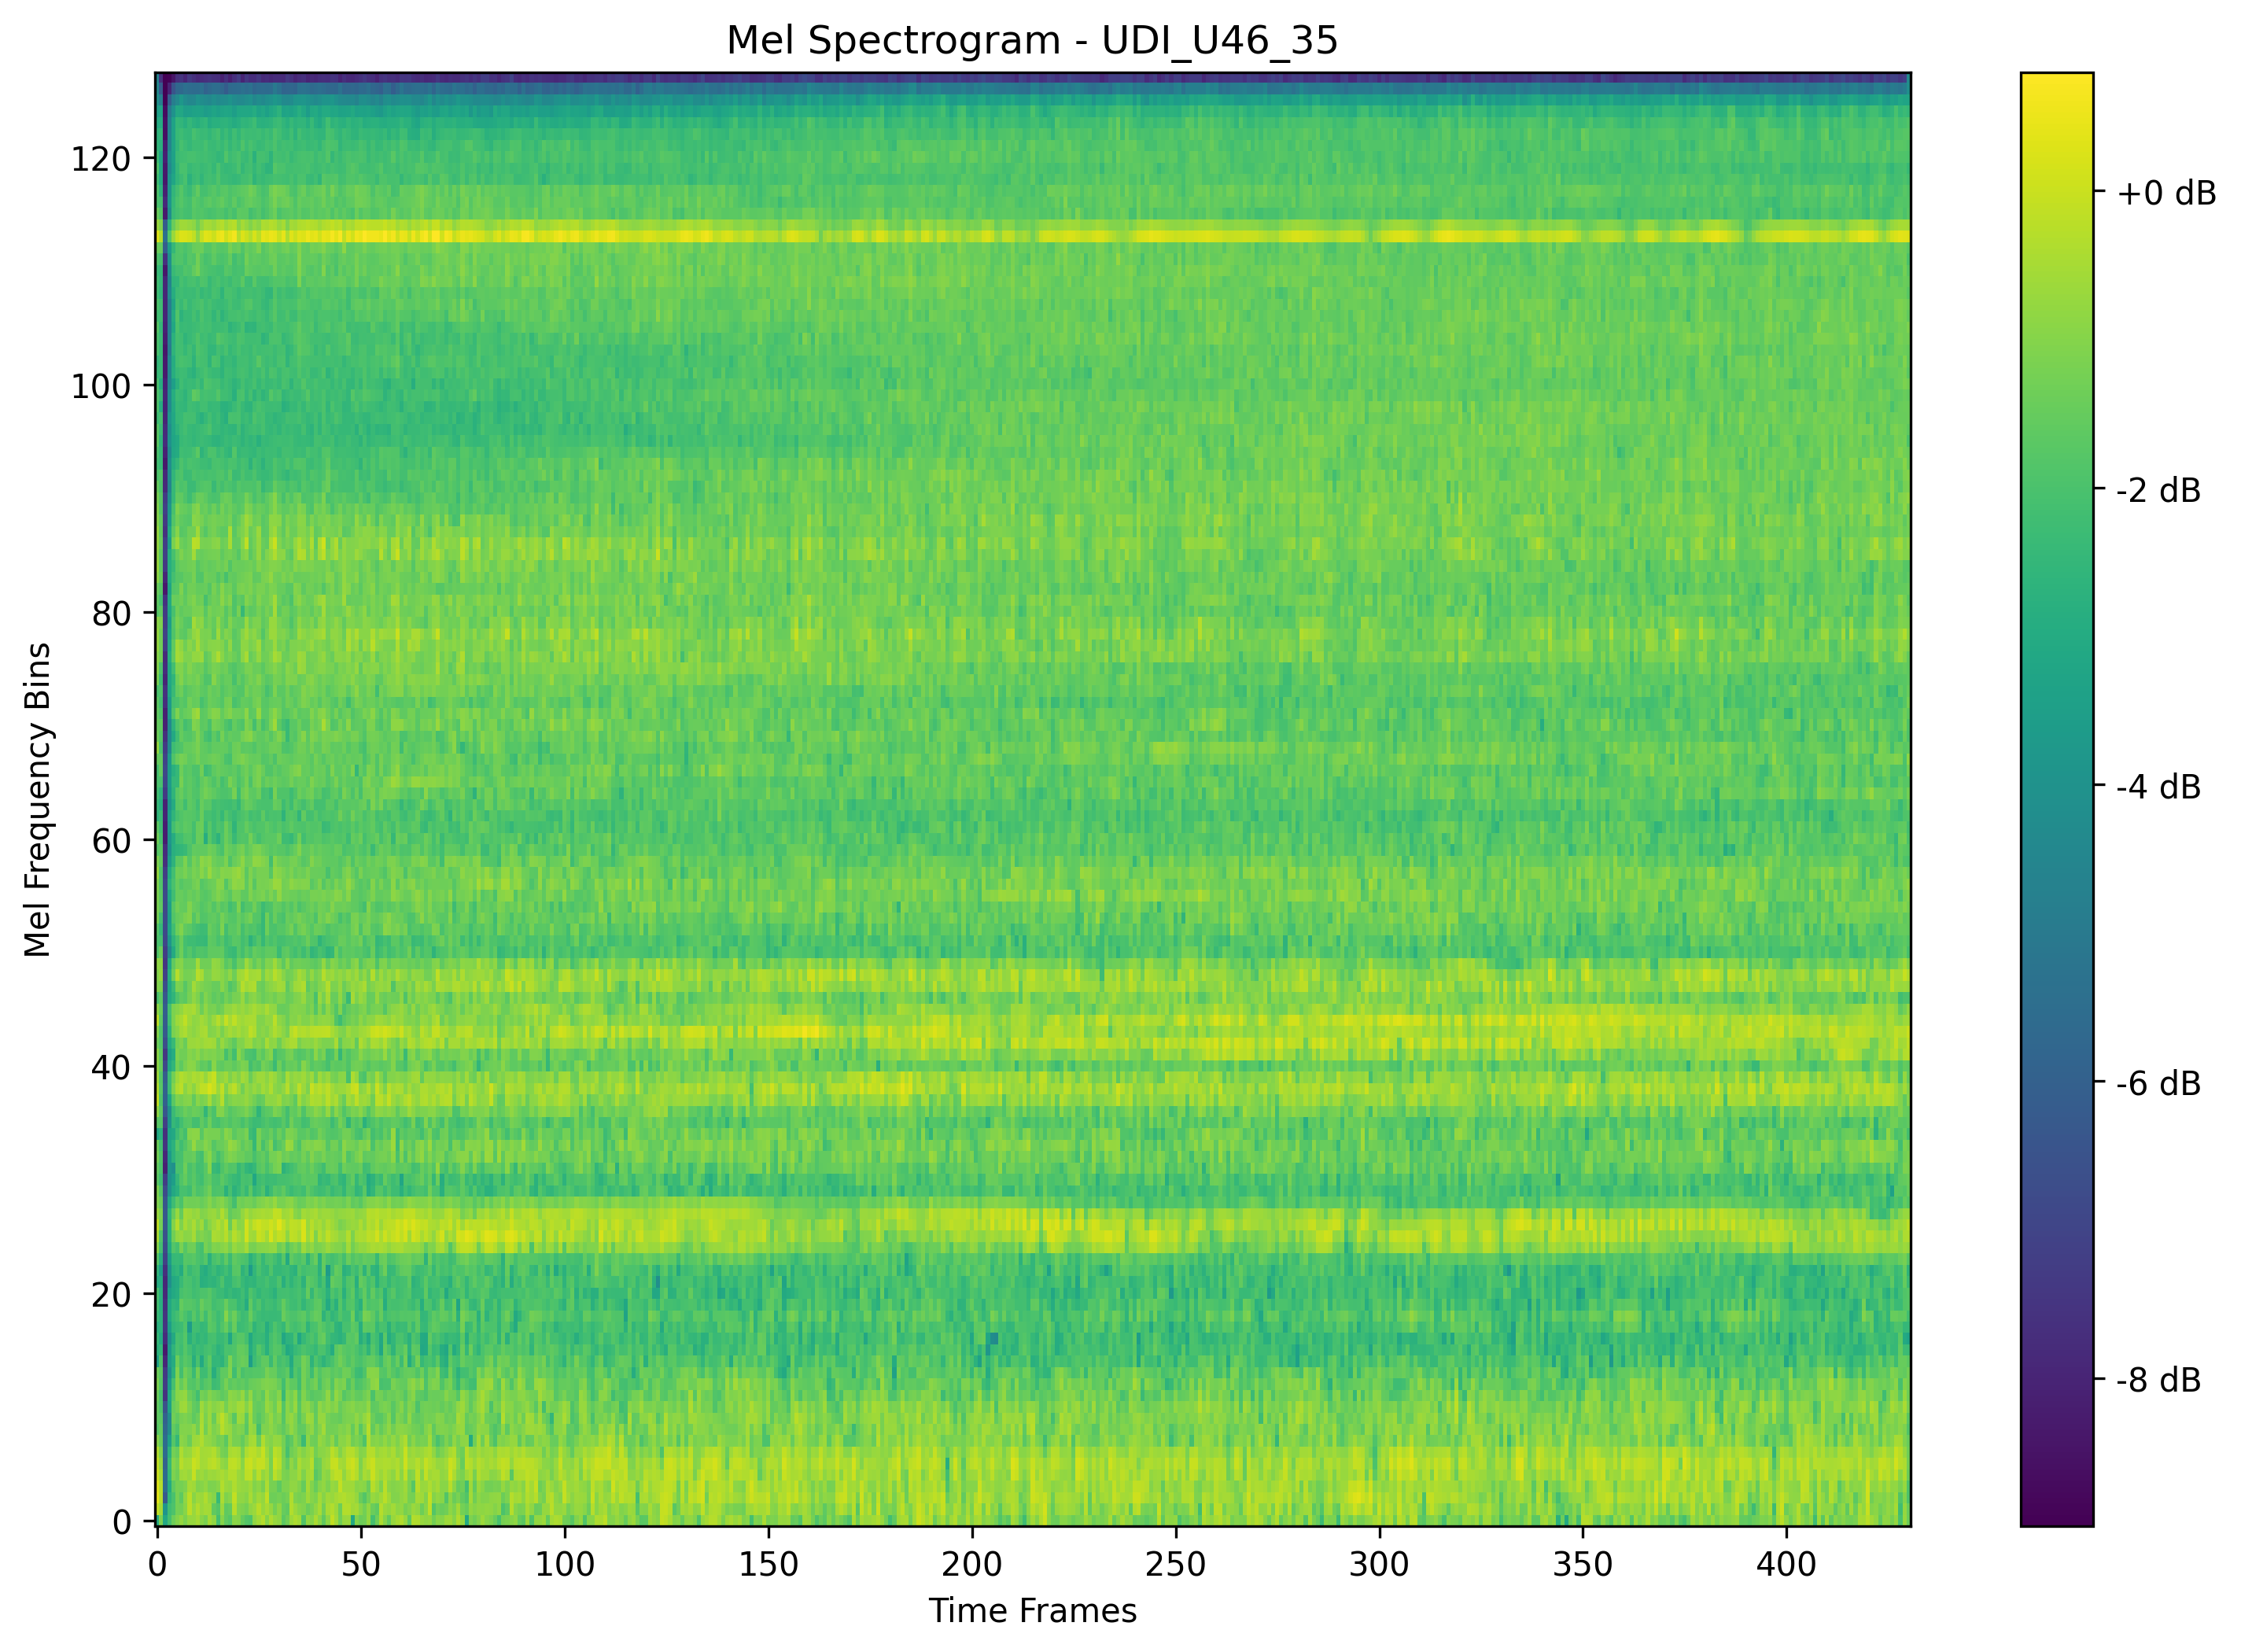 Mel Spectrogram - UDI_U46_35
120
100
80
60
40
20
0
Mel Frequency Bins
0 50 100 150 200 250 300 350 400
Time Frames
+0 dB
-2 dB
-4 dB
-6 dB
-8 dB